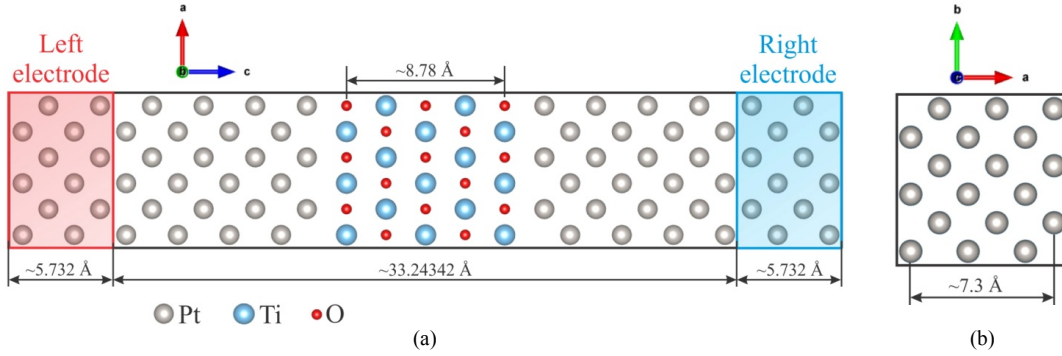 a
b
c
Left
electrode
~8.78 Å
Right
electrode
b
a
~5.732 Å
~33.24342 Å
~5.732 Å
~7.3 Å
Pt
Ti
O
(a)
(b)